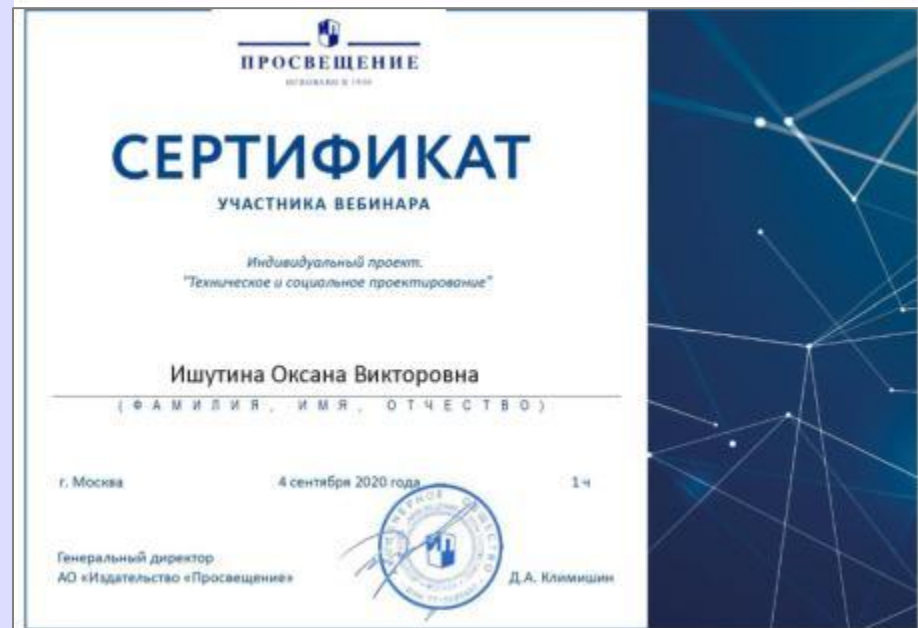 ПРОСВЕЩЕНИЕ
СЕРТИФИКАТ
УЧАСТНИКА ВЕБИНАРА
Индивидуальный проект.
"Техническое и социальное проектирование"
Ишутина Оксана Викторовна
(ФАМИЛИЯ, ИМЯ, ОТЧЕСТВО)
г. Москва 4 сентября 2020 года 1 ч
Генеральный директор
АО «Издательство «Просвещение» Д.А. Климишин